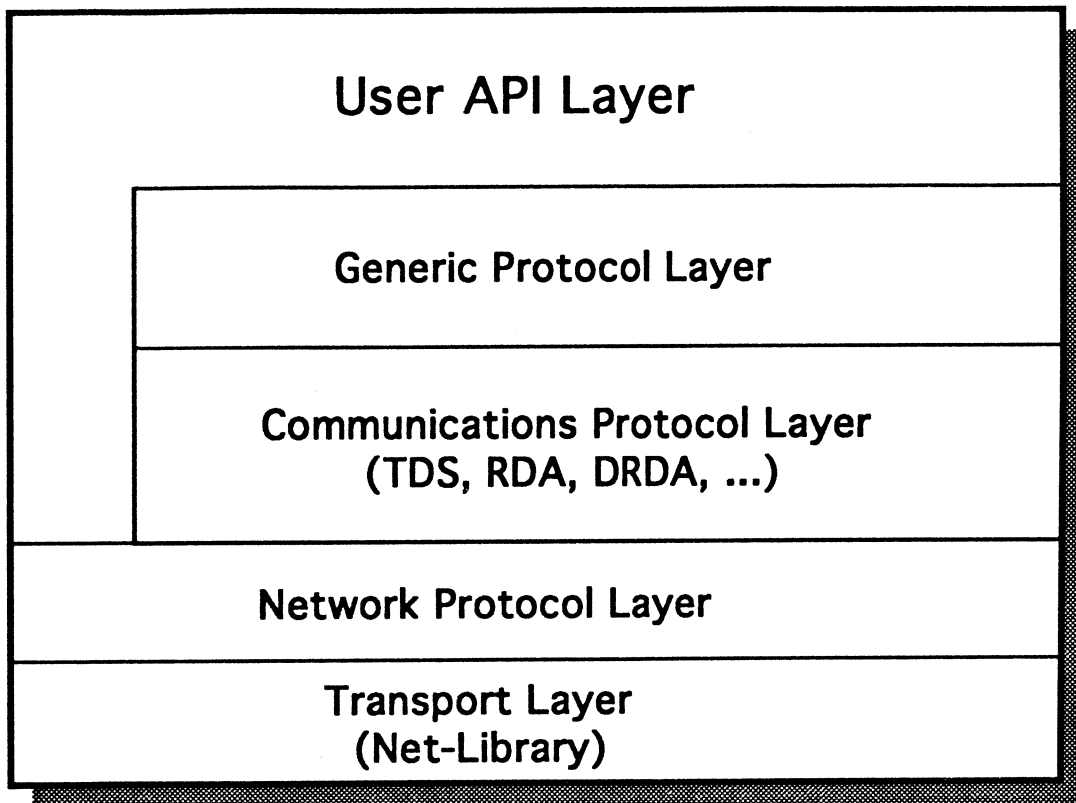 User API Layer
Generic Protocol Layer
Communications Protocol Layer
(TDS, RDA, DRDA, ...)
Network Protocol Layer
Transport Layer
(Net-Library)